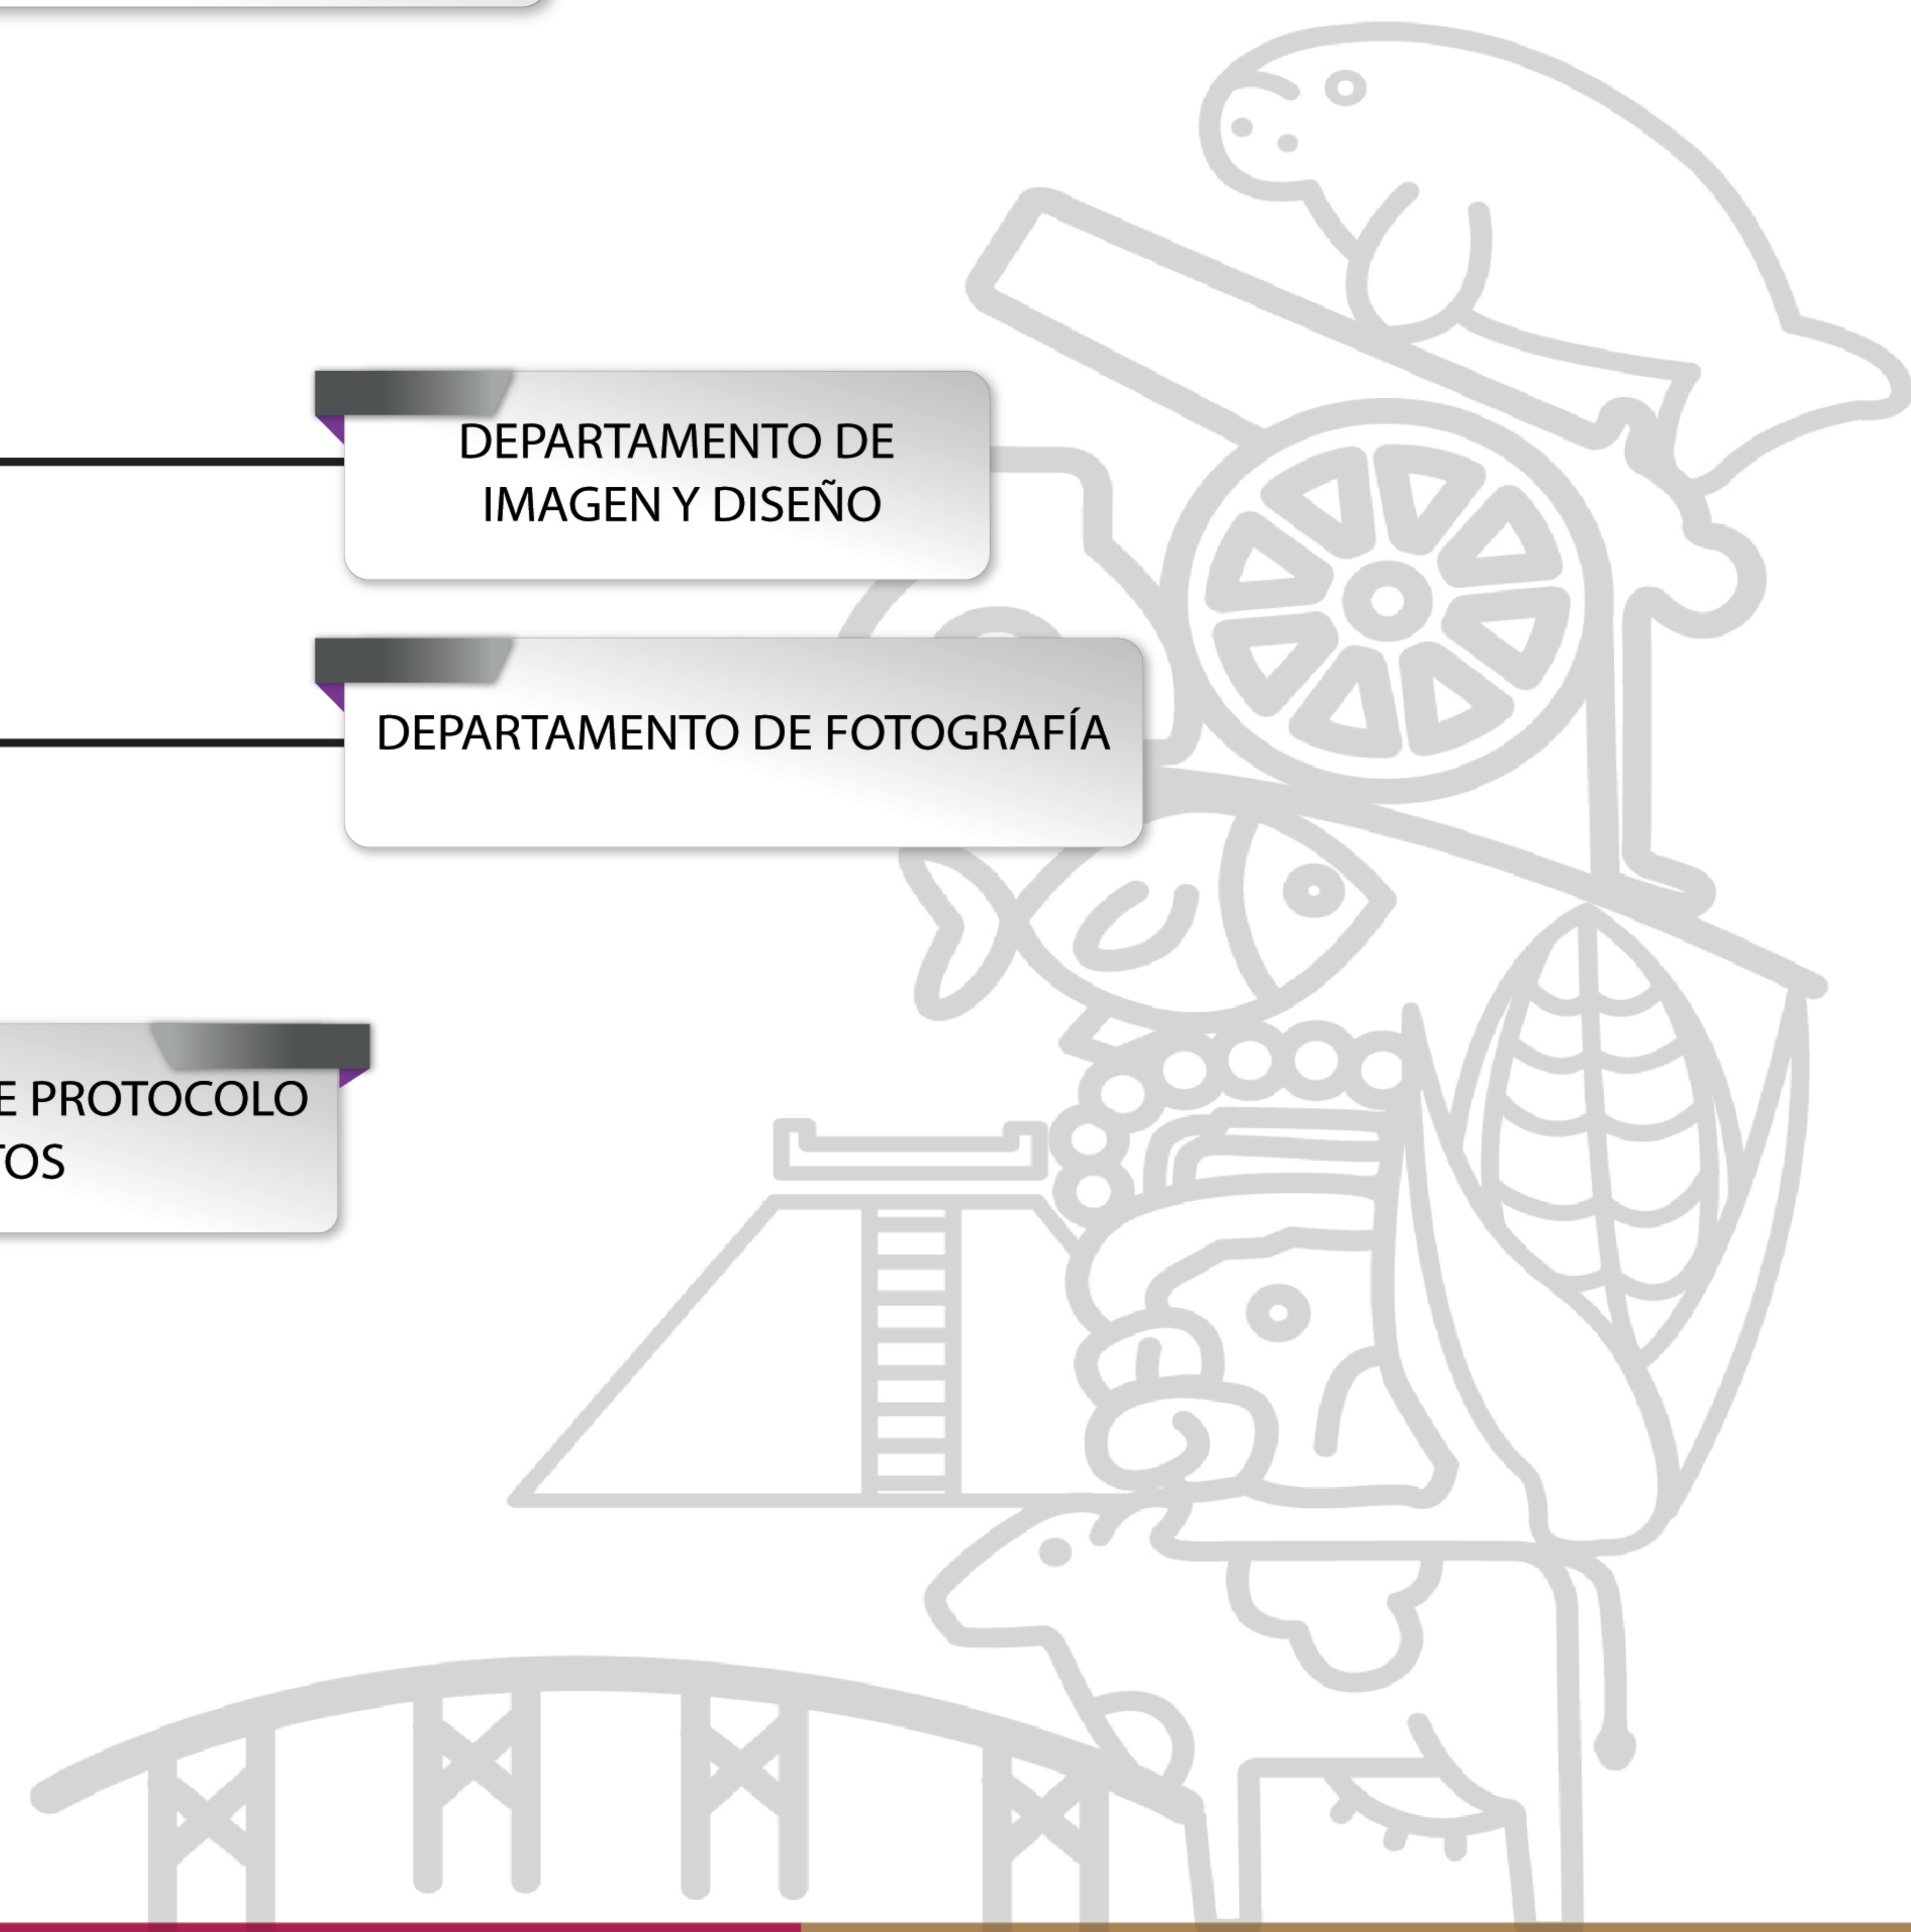 DEPARTAMENTO DE
IMAGEN Y DISEÑO
DEPARTAMENTO DE FOTOGRAFÍA
E PROTOCOLO
TOS